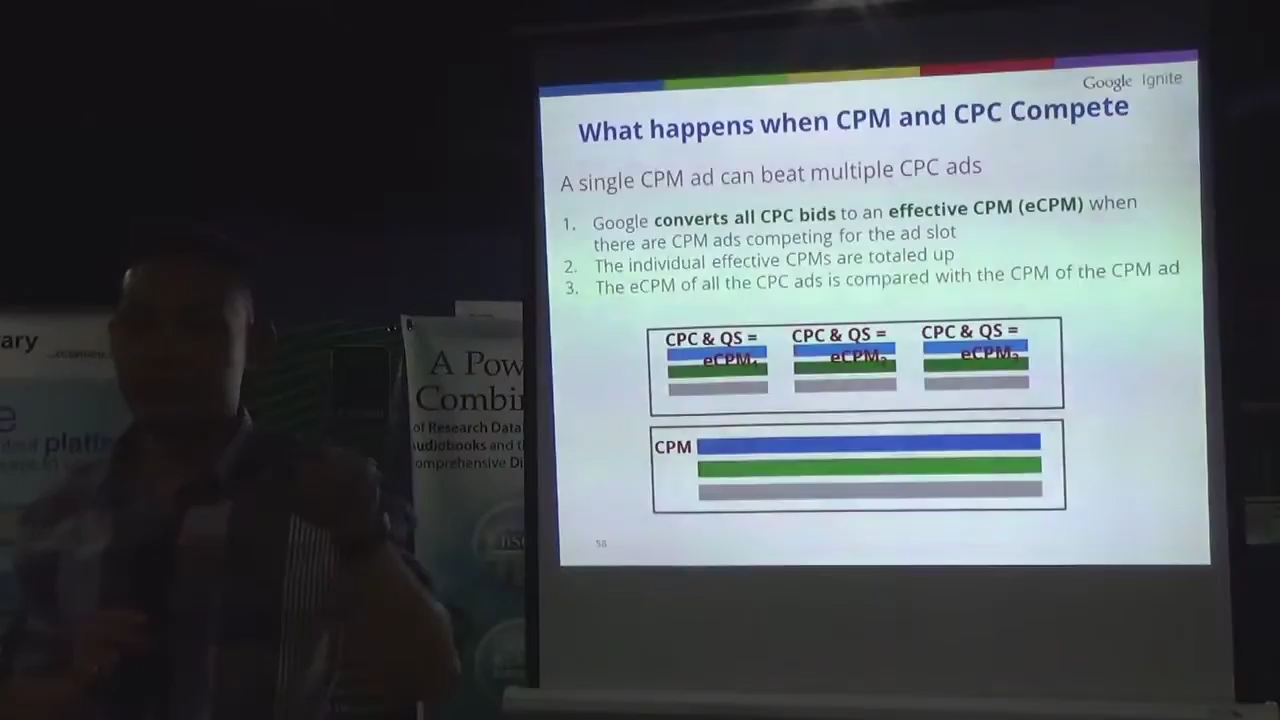 Google Ignite
What happens when CPM and CPC Compete
A single CPM ad can beat multiple CPC ads
1. Google converts all CPC bids to an effective CPM (eCPM) when
there are CPM ads competing for the ad slot
2. The individual effective CPMs are totaled up
3. The eCPM of all the CPC ads is compared with the CPM of the CPM ad
CPC & QS =
eCPM₁
CPC & QS =
eCPM₂
CPC & QS =
eCPM₃
CPM
58
ary
A Pow
Combi
of Research Data
udiobooks and t
omprehensive Di
e
platf